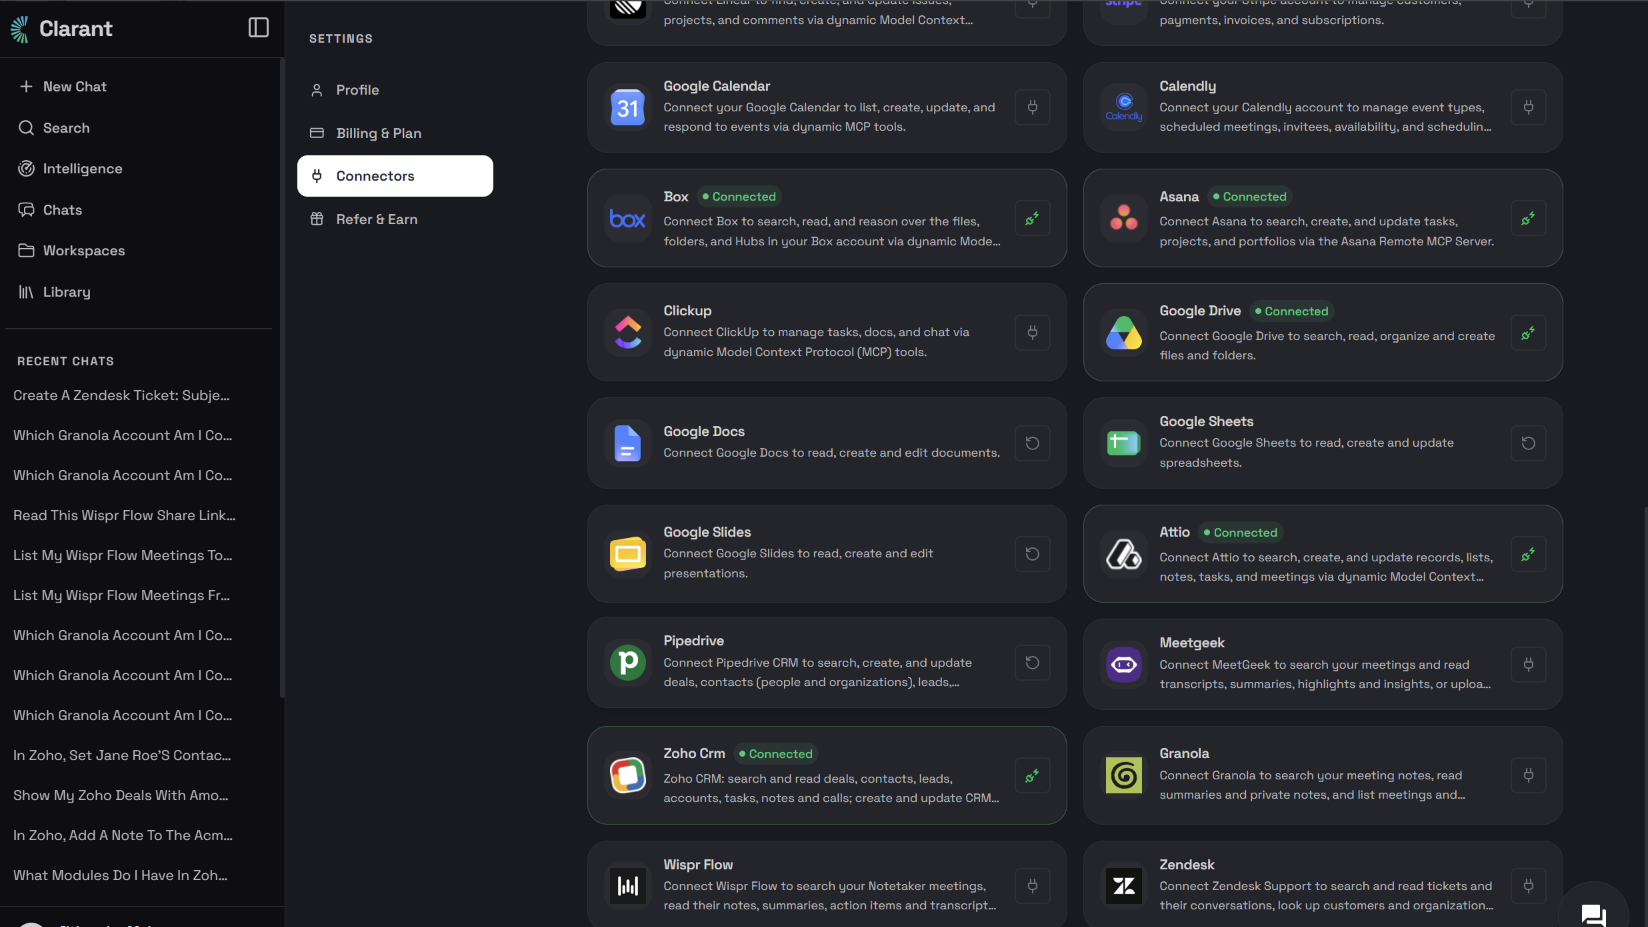 Clarant
New Chat
Search
Intelligence
Chats
Workspaces
Library
RECENT CHATS
Create A Zendesk Ticket: Subje...
Which Granola Account Am I Co...
Which Granola Account Am I Co...
Read This Wispr Flow Share Link...
List My Wispr Flow Meetings To...
List My Wispr Flow Meetings Fr...
Which Granola Account Am I Co...
Which Granola Account Am I Co...
Which Granola Account Am I Co...
In Zoho, Set Jane Roe'S Contac...
Show My Zoho Deals With Amo...
In Zoho, Add A Note To The Acm...
What Modules Do I Have In Zoh...
SETTINGS
Profile
Billing & Plan
Connectors
Refer & Earn
projects, and comments via dynamic Model Context...
payments, invoices, and subscriptions.
31
Google Calendar
Connect your Google Calendar to list, create, update, and
respond to events via dynamic MCP tools.
Calendly
Calendly
Connect your Calendly account to manage event types,
scheduled meetings, invitees, availability, and schedulin...
box
Box
Connected
Connect Box to search, read, and reason over the files,
folders, and Hubs in your Box account via dynamic Mode...
Asana
Connected
Connect Asana to search, create, and update tasks,
projects, and portfolios via the Asana Remote MCP Server.
Clickup
Connect ClickUp to manage tasks, docs, and chat via
dynamic Model Context Protocol (MCP) tools.
Google Drive
Connected
Connect Google Drive to search, read, organize and create
files and folders.
Google Docs
Connect Google Docs to read, create and edit documents.
Google Sheets
Connect Google Sheets to read, create and update
spreadsheets.
Google Slides
Connect Google Slides to read, create and edit
presentations.
Attio
Connected
Connect Attio to search, create, and update records, lists,
notes, tasks, and meetings via dynamic Model Context...
p
Pipedrive
Connect Pipedrive CRM to search, create, and update
deals, contacts (people and organizations), leads,...
Meetgeek
Connect MeetGeek to search your meetings and read
transcripts, summaries, highlights and insights, or uploa...
Zoho Crm
Connected
Zoho CRM: search and read deals, contacts, leads,
accounts, tasks, notes and calls; create and update CRM...
Granola
Connect Granola to search your meeting notes, read
summaries and private notes, and list meetings and...
Wispr Flow
Connect Wispr Flow to search your Notetaker meetings,
read their notes, summaries, action items and transcript...
Zendesk
Connect Zendesk Support to search and read tickets and
their conversations, look up customers and organization...